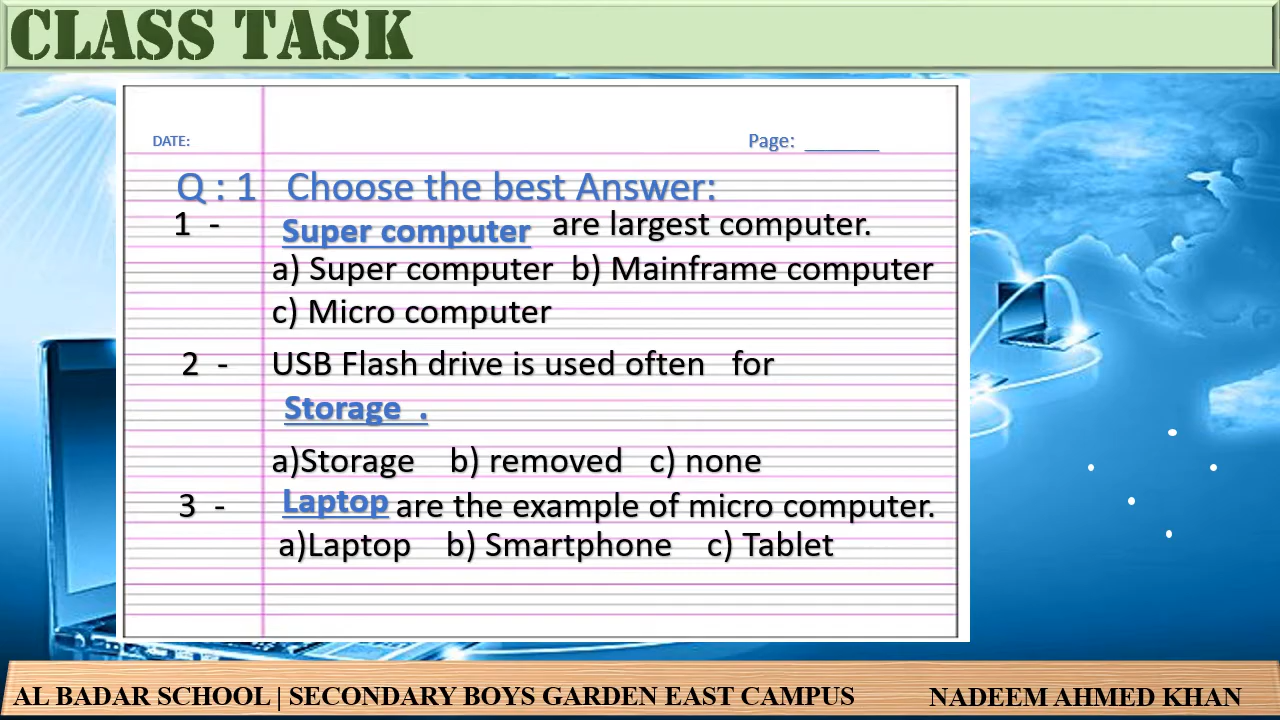 CLASS TASK
DATE: Page: _______
Q : 1 Choose the best Answer:
1 - Super computer are largest computer.
a) Super computer b) Mainframe computer
c) Micro computer
2 - USB Flash drive is used often for
Storage .
a)Storage b) removed c) none
3 - Laptop are the example of micro computer.
a)Laptop b) Smartphone c) Tablet
AL BADAR SCHOOL | SECONDARY BOYS GARDEN EAST CAMPUS NADEEM AHMED KHAN